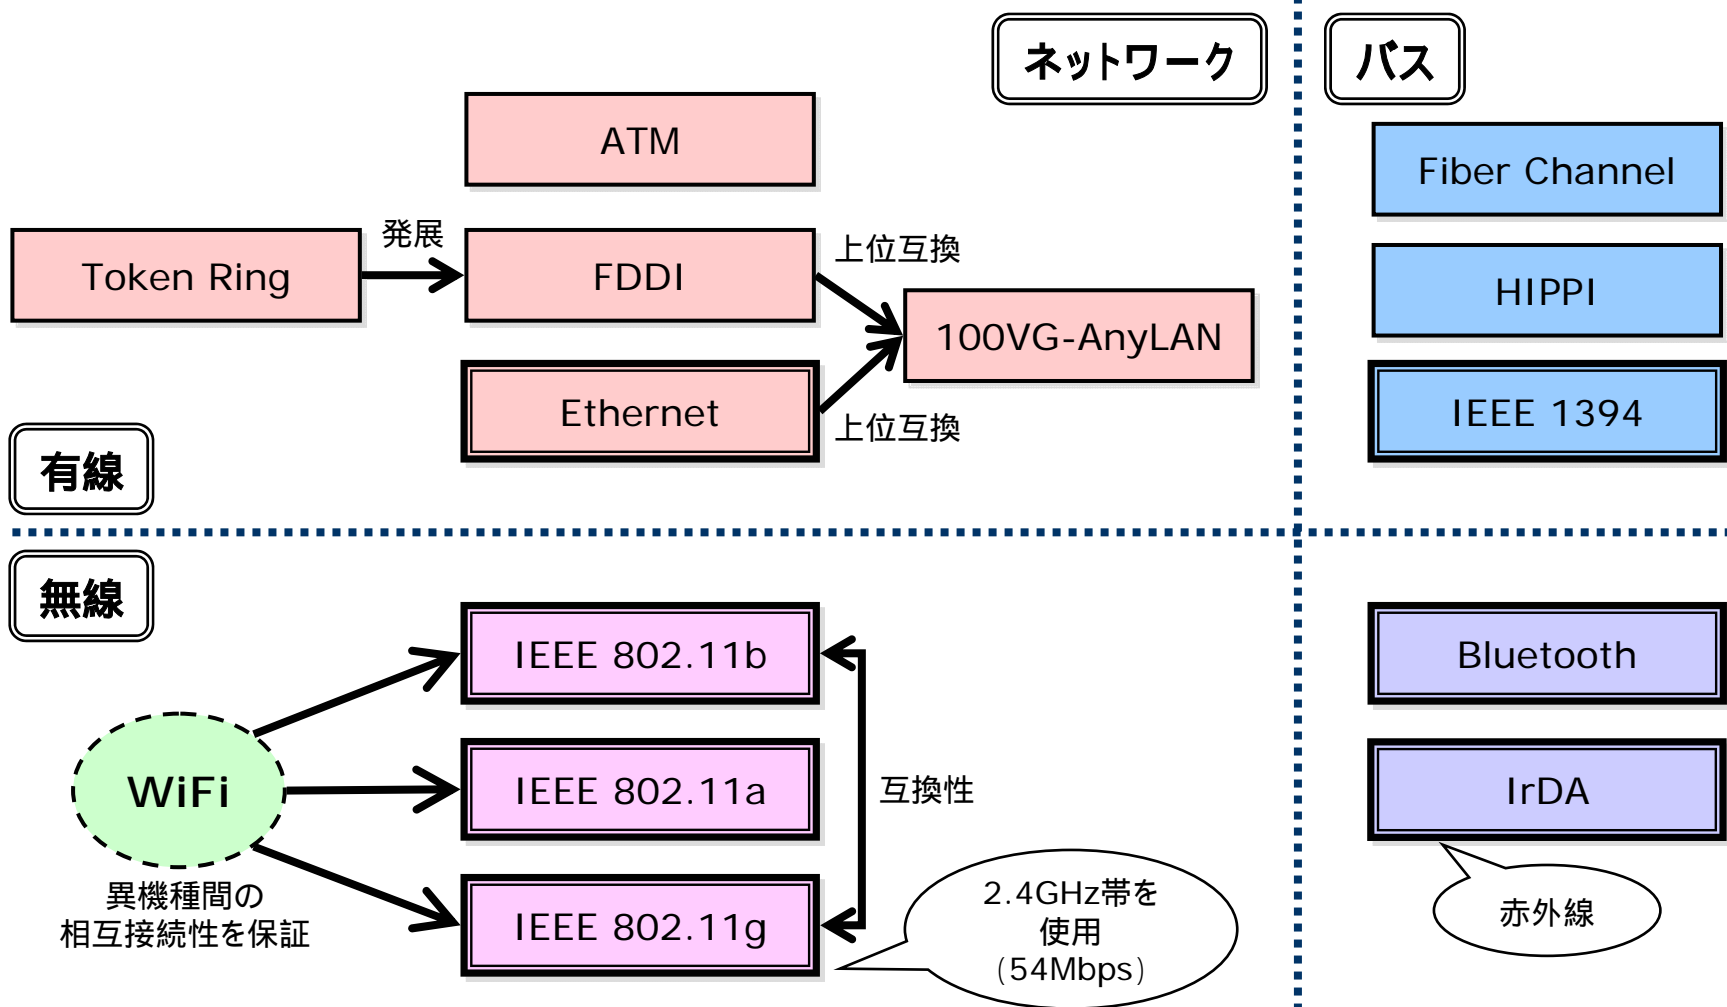 ネットワーク
バス
ATM
Fiber Channel
発展
上位互換
Token Ring
FDDI
HIPPI
100VG-AnyLAN
Ethernet
上位互換
IEEE 1394
有線
無線
IEEE 802.11b
Bluetooth
WiFi
IEEE 802.11a
互換性
IrDA
異機種間の
相互接続性を保証
IEEE 802.11g
2.4GHz帯を
使用
(54Mbps)
赤外線